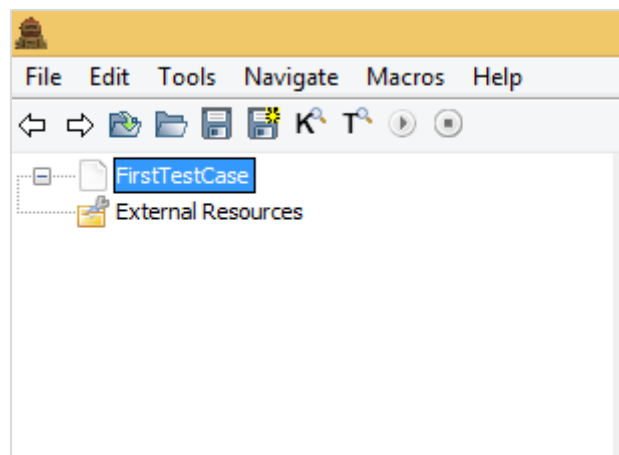 File Edit Tools Navigate Macros Help
K T
FirstTestCase
External Resources